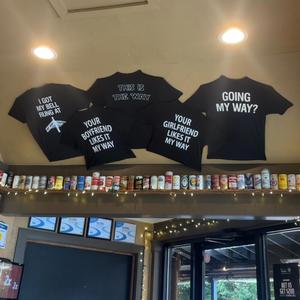 I GOT
MY BELL
RUNG AT
THIS IS
THE WAY
YOUR
BOYFRIEND
LIKES IT
MY WAY
YOUR
GIRLFRIEND
LIKES IT
MY WAY
GOING
MY WAY?